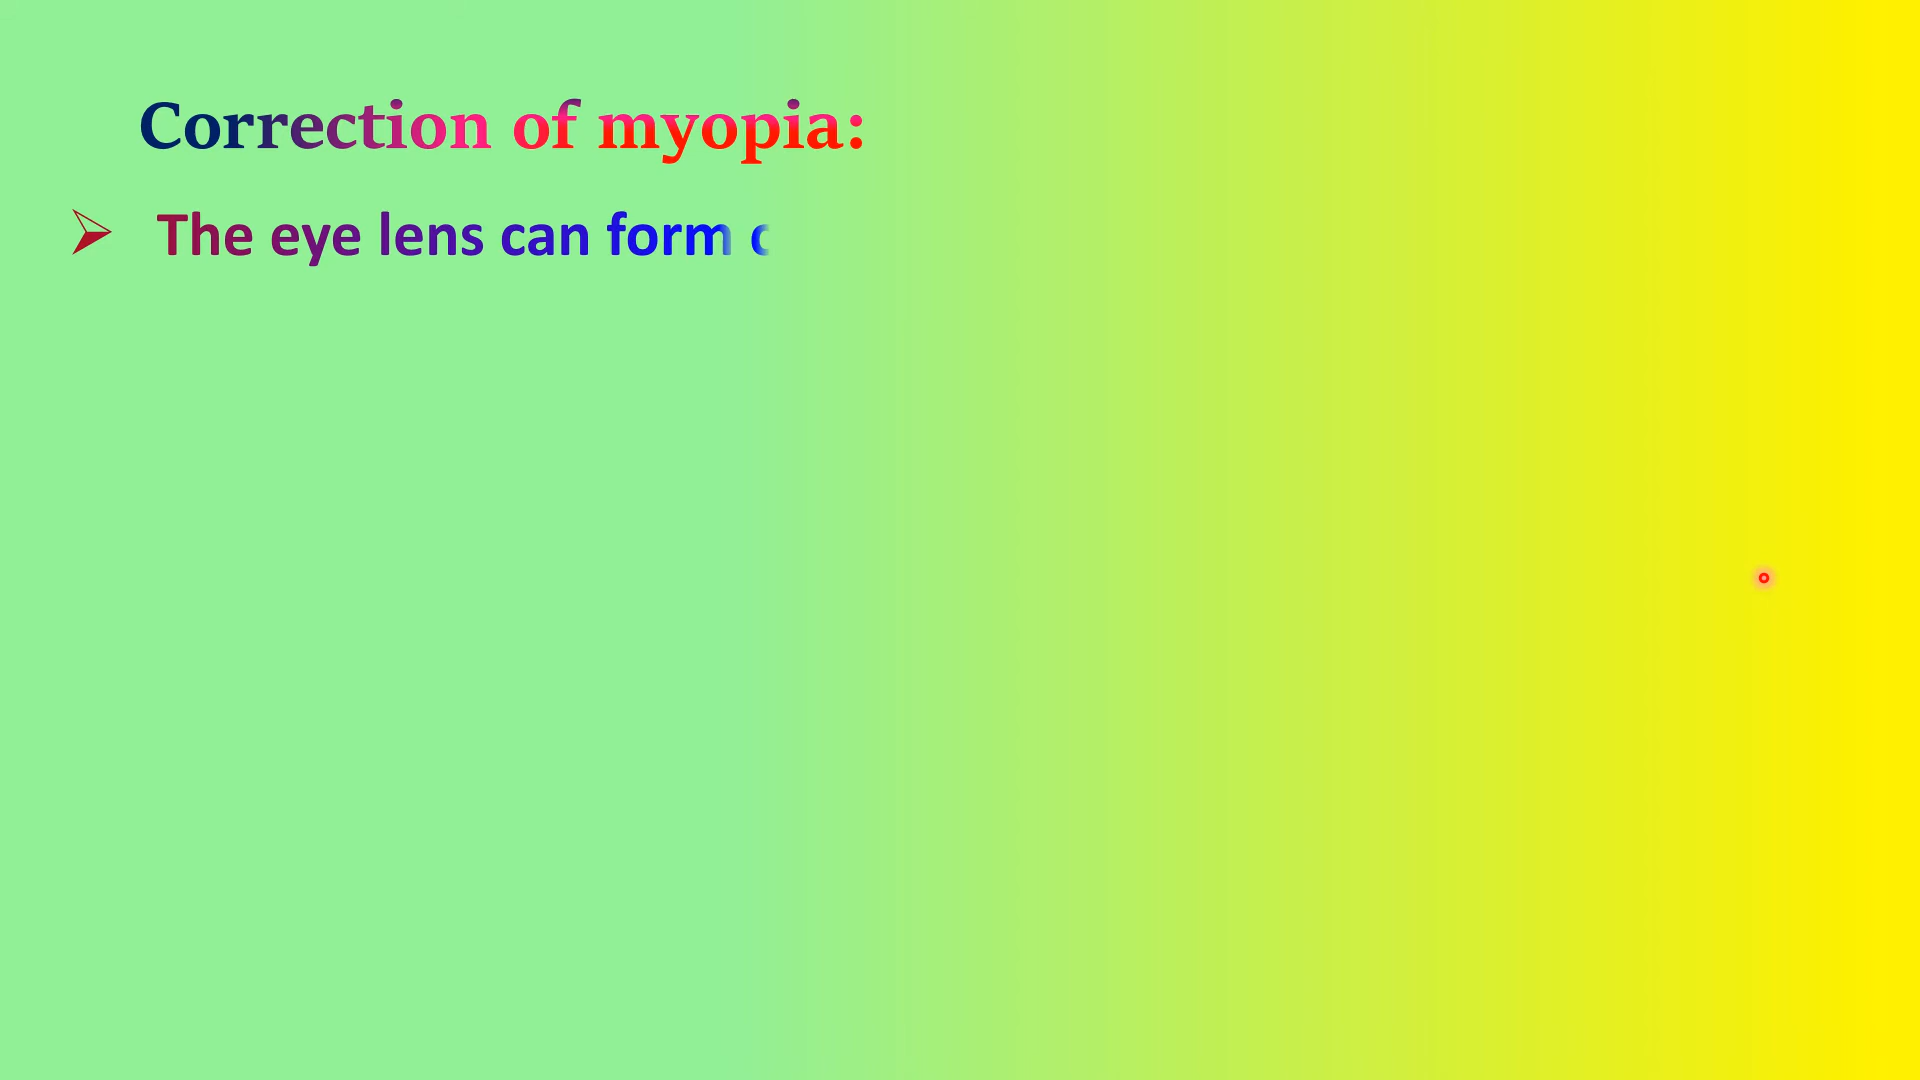 Correction of myopia:
➢ The eye lens can form